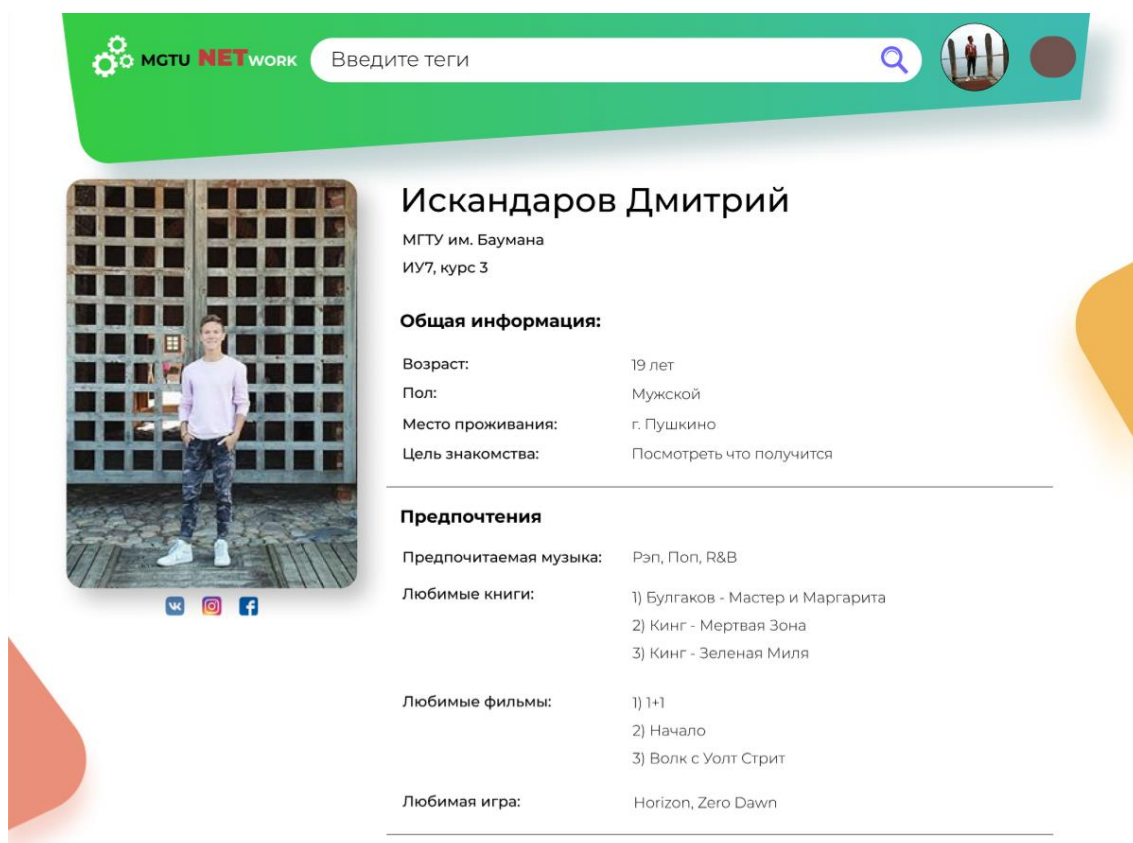 MGTU NETWORK
Введите теги
Искандаров Дмитрий
МГТУ им. Баумана
ИУ7, курс 3
Общая информация:
Возраст: 19 лет
Пол: Мужской
Место проживания: г. Пушкино
Цель знакомства: Посмотреть что получится
Предпочтения
Предпочитаемая музыка: Рэп, Поп, R&B
Любимые книги: 1) Булгаков - Мастер и Маргарита
2) Кинг - Мертвая Зона
3) Кинг - Зеленая Миля
Любимые фильмы: 1) 1+1
2) Начало
3) Волк с Уолт Стрит
Любимая игра: Horizon, Zero Dawn